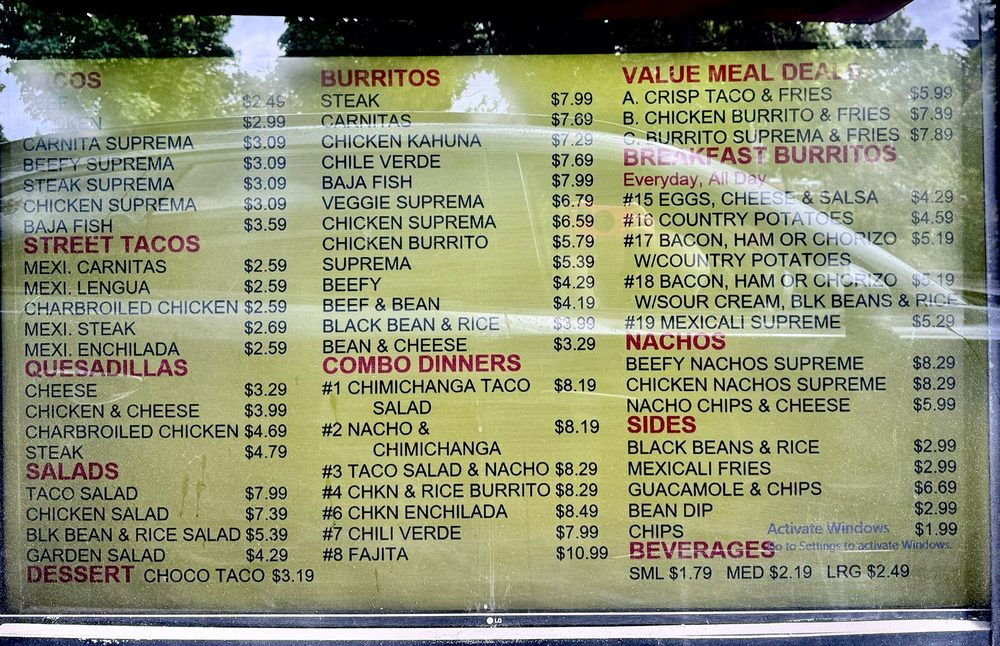 TACOS
$2.49
CHICKEN $2.99
CARNITA SUPREMA $3.09
BEEFY SUPREMA $3.09
STEAK SUPREMA $3.09
CHICKEN SUPREMA $3.09
BAJA FISH $3.59
STREET TACOS
MEXI. CARNITAS $2.59
MEXI. LENGUA $2.59
CHARBROILED CHICKEN $2.59
MEXI. STEAK $2.69
MEXI. ENCHILADA $2.59
QUESADILLAS
CHEESE $3.29
CHICKEN & CHEESE $3.99
CHARBROILED CHICKEN $4.69
STEAK $4.79
SALADS
TACO SALAD $7.99
CHICKEN SALAD $7.39
BLK BEAN & RICE SALAD $5.39
GARDEN SALAD $4.29
DESSERT CHOCO TACO $3.19
BURRITOS
STEAK $7.99
CARNITAS $7.69
CHICKEN KAHUNA $7.29
CHILE VERDE $7.69
BAJA FISH $7.99
VEGGIE SUPREMA $6.79
CHICKEN SUPREMA $6.59
CHICKEN BURRITO $5.79
SUPREMA $5.39
BEEFY $4.29
BEEF & BEAN $4.19
BLACK BEAN & RICE $3.99
BEAN & CHEESE $3.29
COMBO DINNERS
#1 CHIMICHANGA TACO $8.19
SALAD
#2 NACHO & $8.19
CHIMICHANGA
#3 TACO SALAD & NACHO $8.29
#4 CHKN & RICE BURRITO $8.29
#6 CHKN ENCHILADA $8.49
#7 CHILI VERDE $7.99
#8 FAJITA $10.99
VALUE MEAL DEALS
A. CRISP TACO & FRIES $5.99
B. CHICKEN BURRITO & FRIES $7.39
C. BURRITO SUPREMA & FRIES $7.89
BREAKFAST BURRITOS
Everyday, All Day
#15 EGGS, CHEESE & SALSA $4.29
#16 COUNTRY POTATOES $4.59
#17 BACON, HAM OR CHORIZO $5.19
W/COUNTRY POTATOES
#18 BACON, HAM OR CHORIZO $5.19
W/SOUR CREAM, BLK BEANS & RICE
#19 MEXICALI SUPREME $5.29
NACHOS
BEEFY NACHOS SUPREME $8.29
CHICKEN NACHOS SUPREME $8.29
NACHO CHIPS & CHEESE $5.99
SIDES
BLACK BEANS & RICE $2.99
MEXICALI FRIES $2.99
GUACAMOLE & CHIPS $6.69
BEAN DIP $2.99
CHIPS $1.99
Activate Windows
Go to Settings to activate Windows.
BEVERAGES
SML $1.79 MED $2.19 LRG $2.49
LG